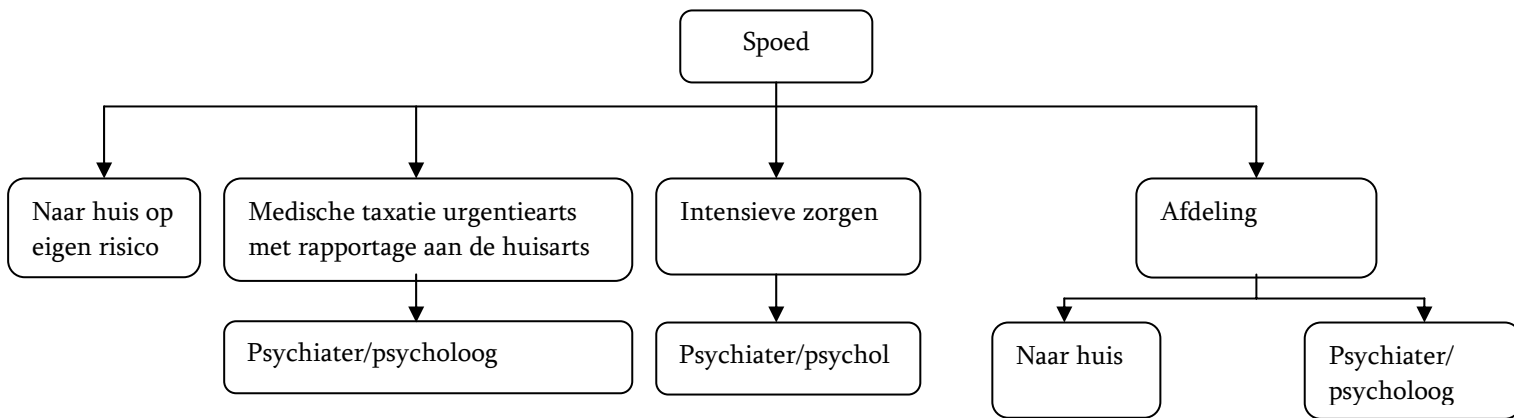 Spoed
Naar huis op
eigen risico
Medische taxatie urgentiearts
met rapportage aan de huisarts
Intensieve zorgen
Afdeling
Psychiater/psycholoog
Psychiater/psychol
Naar huis
Psychiater/
psycholoog